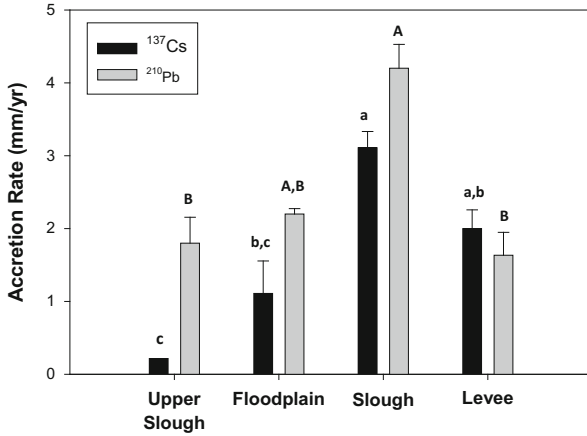 5
4
3
2
1
0
Accretion Rate (mm/yr)
¹³⁷Cs
²¹⁰Pb
c
B
b,c
A,B
a
A
a,b
B
Upper
Slough
Floodplain
Slough
Levee